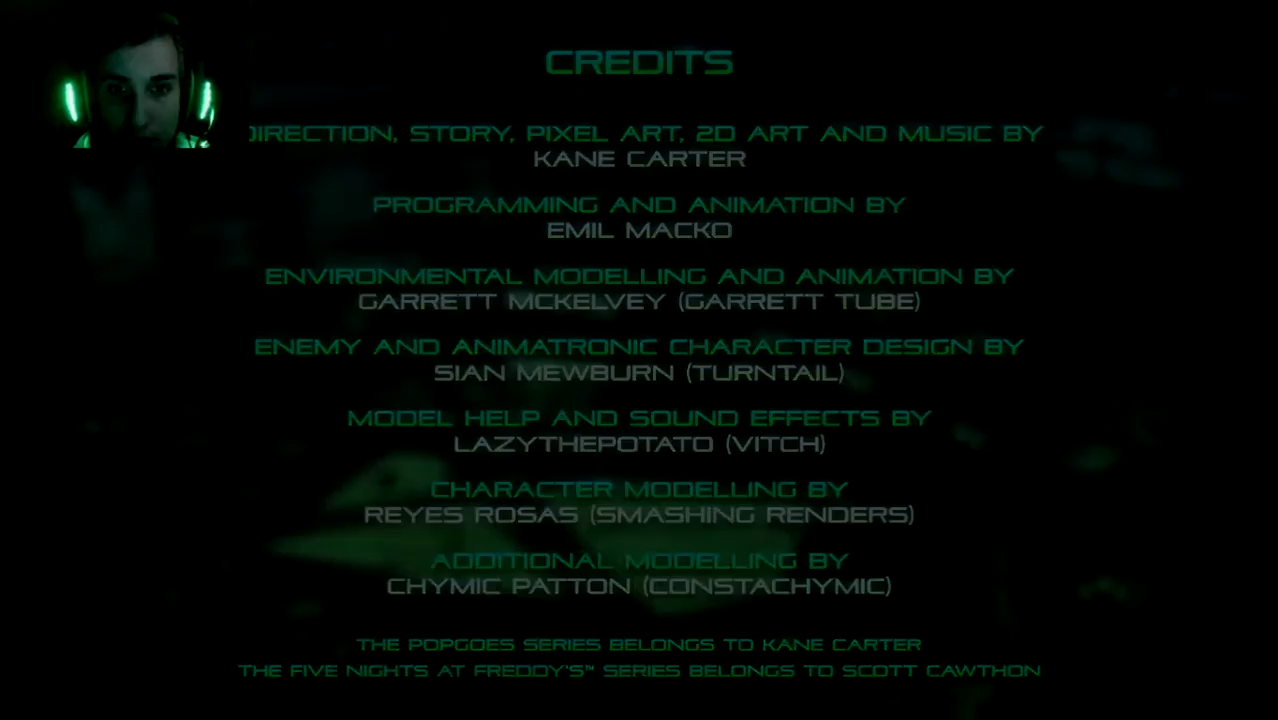 CREDITS
DIRECTION, STORY, PIXEL ART, 2D ART AND MUSIC BY
KANE CARTER
PROGRAMMING AND ANIMATION BY
EMIL MACKO
ENVIRONMENTAL MODELLING AND ANIMATION BY
GARRETT MCKELVEY (GARRETT TUBE)
ENEMY AND ANIMATRONIC CHARACTER DESIGN BY
SIAN MEWBURN (TURNTAIL)
MODEL HELP AND SOUND EFFECTS BY
LAZYTHEPOTATO (VITCH)
CHARACTER MODELLING BY
REYES ROSAS (SMASHING RENDERS)
ADDITIONAL MODELLING BY
CHYMIC PATTON (CONSTACHYMIC)
THE POPGOES SERIES BELONGS TO KANE CARTER
THE FIVE NIGHTS AT FREDDY'S™ SERIES BELONGS TO SCOTT CAWTHON